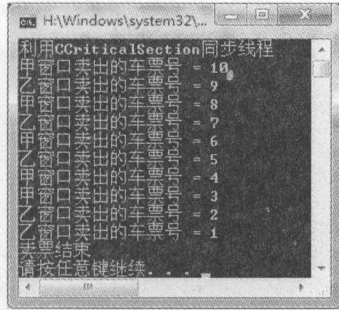 H:\Windows\system32\...
利用CCriticalSection同步线程
甲窗口卖出的车票号 = 10
乙窗口卖出的车票号 = 9
甲窗口卖出的车票号 = 8
乙窗口卖出的车票号 = 7
甲窗口卖出的车票号 = 6
乙窗口卖出的车票号 = 5
甲窗口卖出的车票号 = 4
甲窗口卖出的车票号 = 3
乙窗口卖出的车票号 = 2
乙窗口卖出的车票号 = 1
卖票结束
请按任意键继续. . .